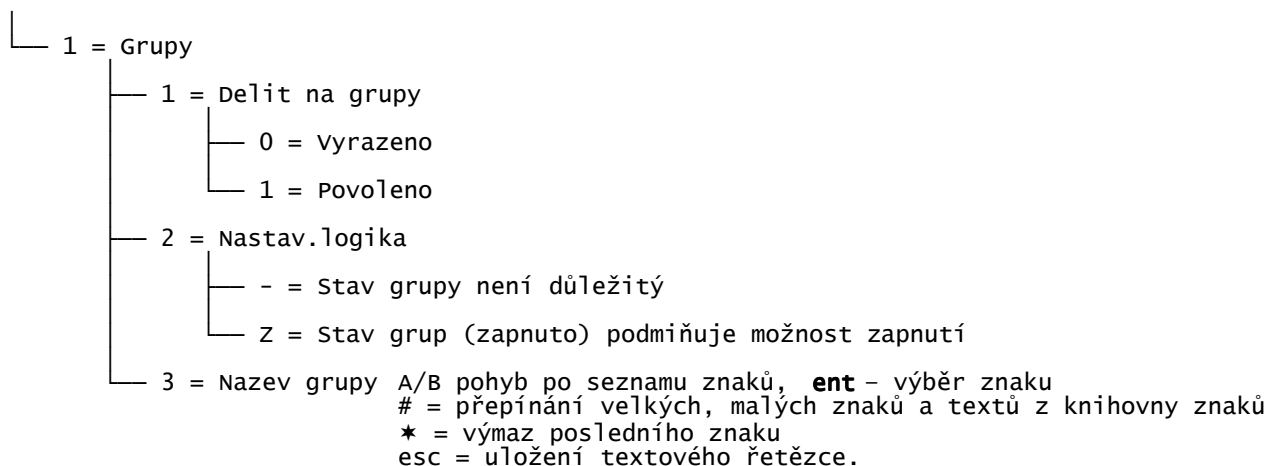 1 = Grupy
1 = Delit na grupy
0 = Vyrazeno
1 = Povoleno
2 = Nastav.logika
- = Stav grupy není důležitý
Z = Stav grup (zapnuto) podmiňuje možnost zapnutí
3 = Nazev grupy A/B pohyb po seznamu znaků, ent – výběr znaku
# = přepínání velkých, malých znaků a textů z knihovny znaků
✶ = výmaz posledního znaku
esc = uložení textového řetězce.